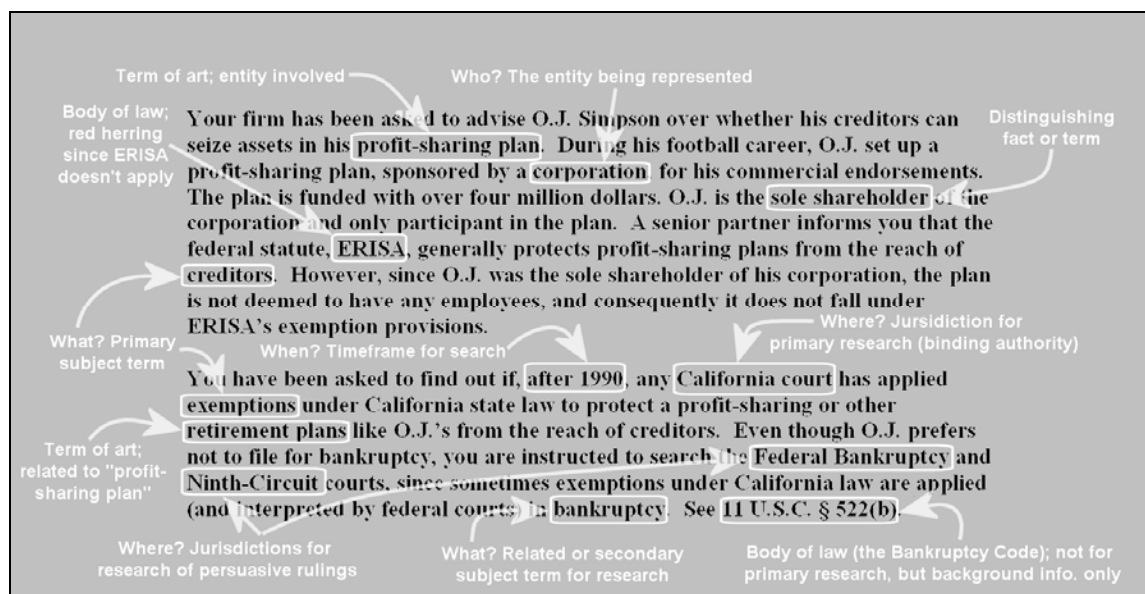 Term of art; entity involved
Who? The entity being represented
Body of law;
red herring
since ERISA
doesn't apply
Distinguishing
fact or term
Your firm has been asked to advise O.J. Simpson over whether his creditors can
seize assets in his profit-sharing plan. During his football career, O.J. set up a
profit-sharing plan, sponsored by a corporation, for his commercial endorsements.
The plan is funded with over four million dollars. O.J. is the sole shareholder of the
corporation and only participant in the plan. A senior partner informs you that the
federal statute, ERISA, generally protects profit-sharing plans from the reach of
creditors. However, since O.J. was the sole shareholder of his corporation, the plan
is not deemed to have any employees, and consequently it does not fall under
ERISA's exemption provisions.
What? Primary
subject term
When? Timeframe for search
Where? Jursidiction for
primary research (binding authority)
You have been asked to find out if, after 1990, any California court has applied
exemptions under California state law to protect a profit-sharing or other
retirement plans like O.J.'s from the reach of creditors. Even though O.J. prefers
not to file for bankruptcy, you are instructed to search the Federal Bankruptcy and
Ninth-Circuit courts, since sometimes exemptions under California law are applied
(and interpreted by federal courts) in bankruptcy. See 11 U.S.C. § 522(b).
Term of art;
related to "profit-
sharing plan"
Where? Jurisdictions for
research of persuasive rulings
What? Related or secondary
subject term for research
Body of law (the Bankruptcy Code); not for
primary research, but background info. only